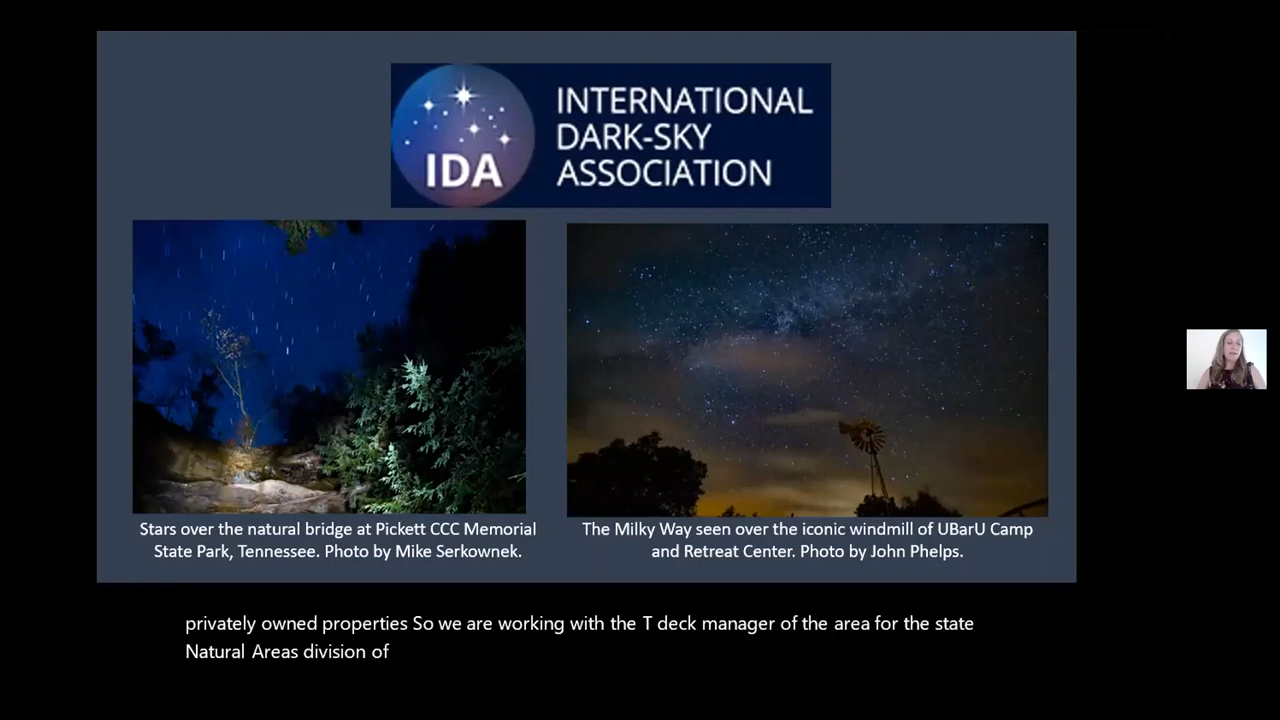 IDA
INTERNATIONAL
DARK-SKY
ASSOCIATION
Stars over the natural bridge at Pickett CCC Memorial
State Park, Tennessee. Photo by Mike Serkownek.
The Milky Way seen over the iconic windmill of UBarU Camp
and Retreat Center. Photo by John Phelps.
privately owned properties So we are working with the T deck manager of the area for the state
Natural Areas division of